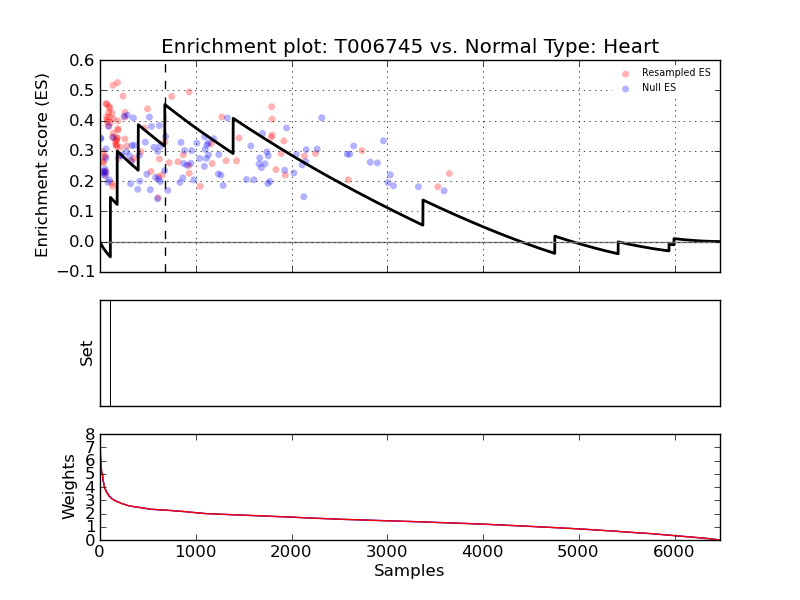 Enrichment plot: T006745 vs. Normal Type: Heart
Enrichment score (ES)
0.6
0.5
0.4
0.3
0.2
0.1
0.0
−0.1
Resampled ES
Null ES
Set
Weights
8
7
6
5
4
3
2
1
0
0 1000 2000 3000 4000 5000 6000
Samples